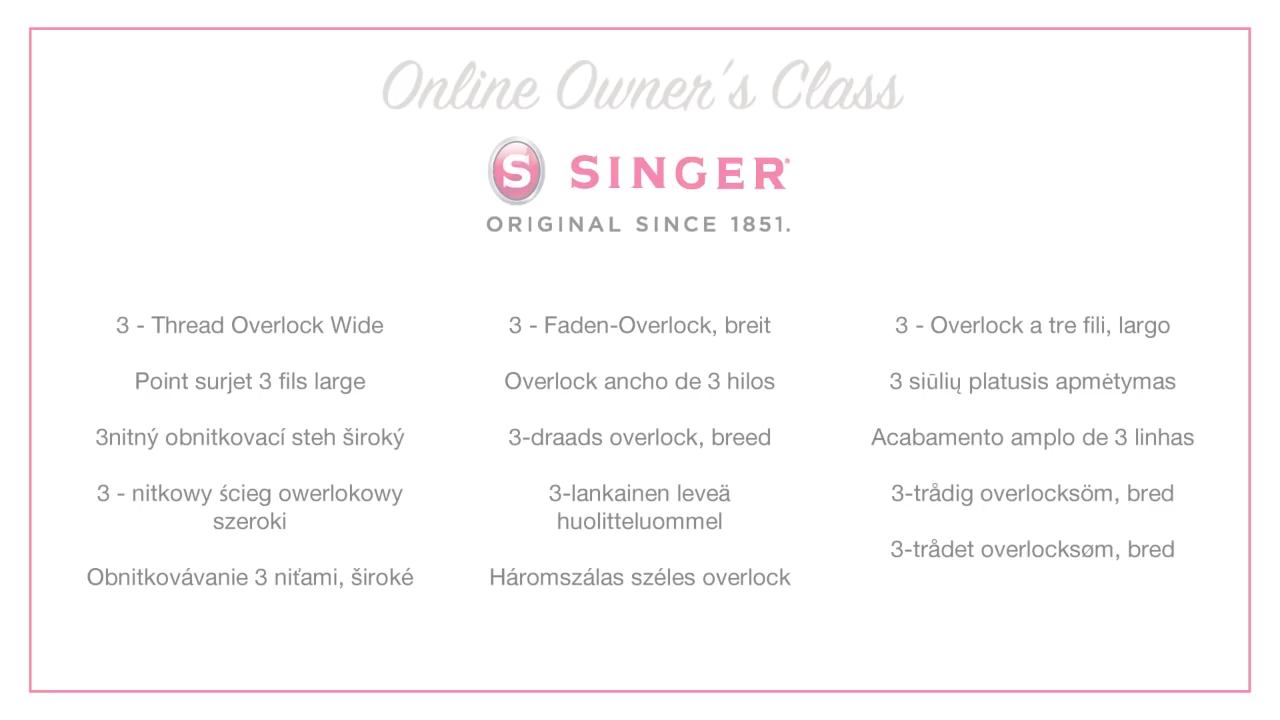 Online Owner's Class
S SINGER®
ORIGINAL SINCE 1851.
3 - Thread Overlock Wide
Point surjet 3 fils large
3nitný obnitkovací steh široký
3 - nitkowy ścieg owerlokowy
szeroki
Obnitkovávanie 3 niťami, široké
3 - Faden-Overlock, breit
Overlock ancho de 3 hilos
3-draads overlock, breed
3-lankainen leveä
huolitteluommel
Háromszálas széles overlock
3 - Overlock a tre fili, largo
3 siūlių platusis apmėtymas
Acabamento amplo de 3 linhas
3-trådig overlocksöm, bred
3-trådet overlocksøm, bred